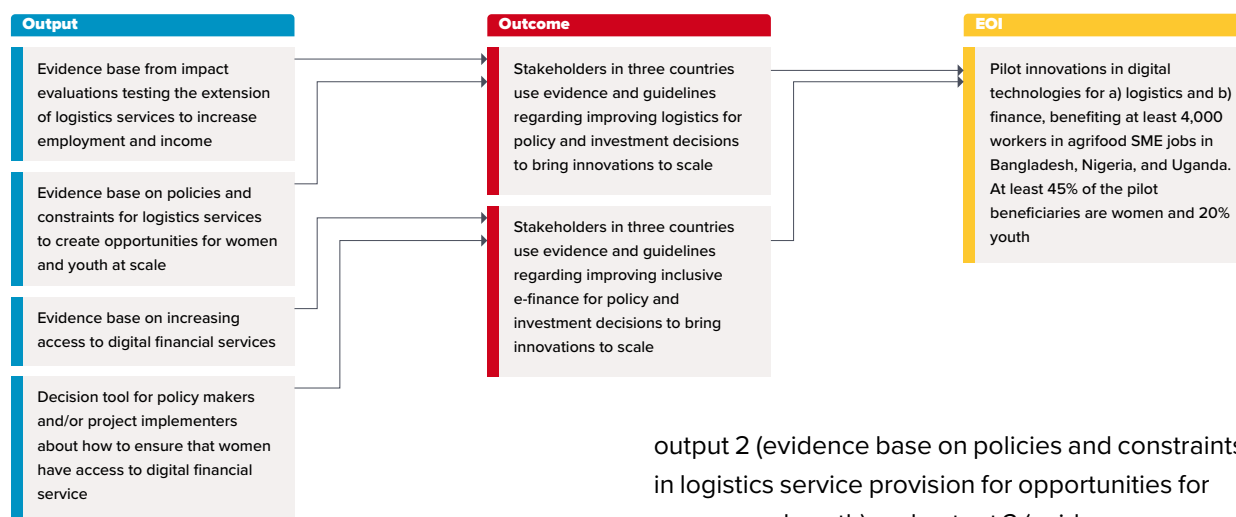 Output
Evidence base from impact
evaluations testing the extension
of logistics services to increase
employment and income
Evidence base on policies and
constraints for logistics services
to create opportunities for women
and youth at scale
Evidence base on increasing
access to digital financial services
Decision tool for policy makers
and/or project implementers
about how to ensure that women
have access to digital financial
service
Outcome
Stakeholders in three countries
use evidence and guidelines
regarding improving logistics for
policy and investment decisions
to bring innovations to scale
Stakeholders in three countries
use evidence and guidelines
regarding improving inclusive
e-finance for policy and
investment decisions to bring
innovations to scale
EOI
Pilot innovations in digital
technologies for a) logistics and b)
finance, benefiting at least 4,000
workers in agrifood SME jobs in
Bangladesh, Nigeria, and Uganda.
At least 45% of the pilot
beneficiaries are women and 20%
youth
output 2 (evidence base on policies and constraints
in logistics service provision for opportunities for